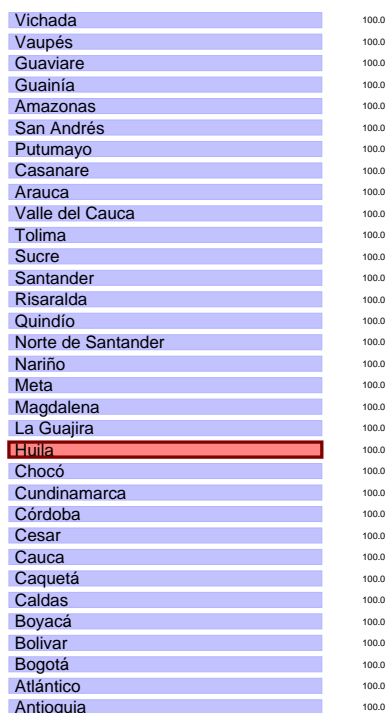 Vichada 100.0
Vaupés 100.0
Guaviare 100.0
Guainía 100.0
Amazonas 100.0
San Andrés 100.0
Putumayo 100.0
Casanare 100.0
Arauca 100.0
Valle del Cauca 100.0
Tolima 100.0
Sucre 100.0
Santander 100.0
Risaralda 100.0
Quindío 100.0
Norte de Santander 100.0
Nariño 100.0
Meta 100.0
Magdalena 100.0
La Guajira 100.0
Huila 100.0
Chocó 100.0
Cundinamarca 100.0
Córdoba 100.0
Cesar 100.0
Cauca 100.0
Caquetá 100.0
Caldas 100.0
Boyacá 100.0
Bolivar 100.0
Bogotá 100.0
Atlántico 100.0
Antioquia 100.0